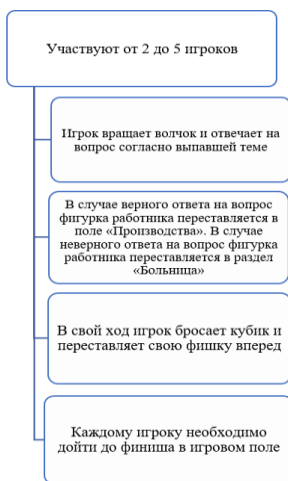 Участвуют от 2 до 5 игроков
Игрок вращает волчок и отвечает на
вопрос согласно выпавшей теме
В случае верного ответа на вопрос
фигурка работника переставляется в
поле «Производства». В случае
неверного ответа на вопрос фигурка
работника переставляется в раздел
«Больница»
В свой ход игрок бросает кубик и
переставляет свою фишку вперед
Каждому игроку необходимо
дойти до финиша в игровом поле